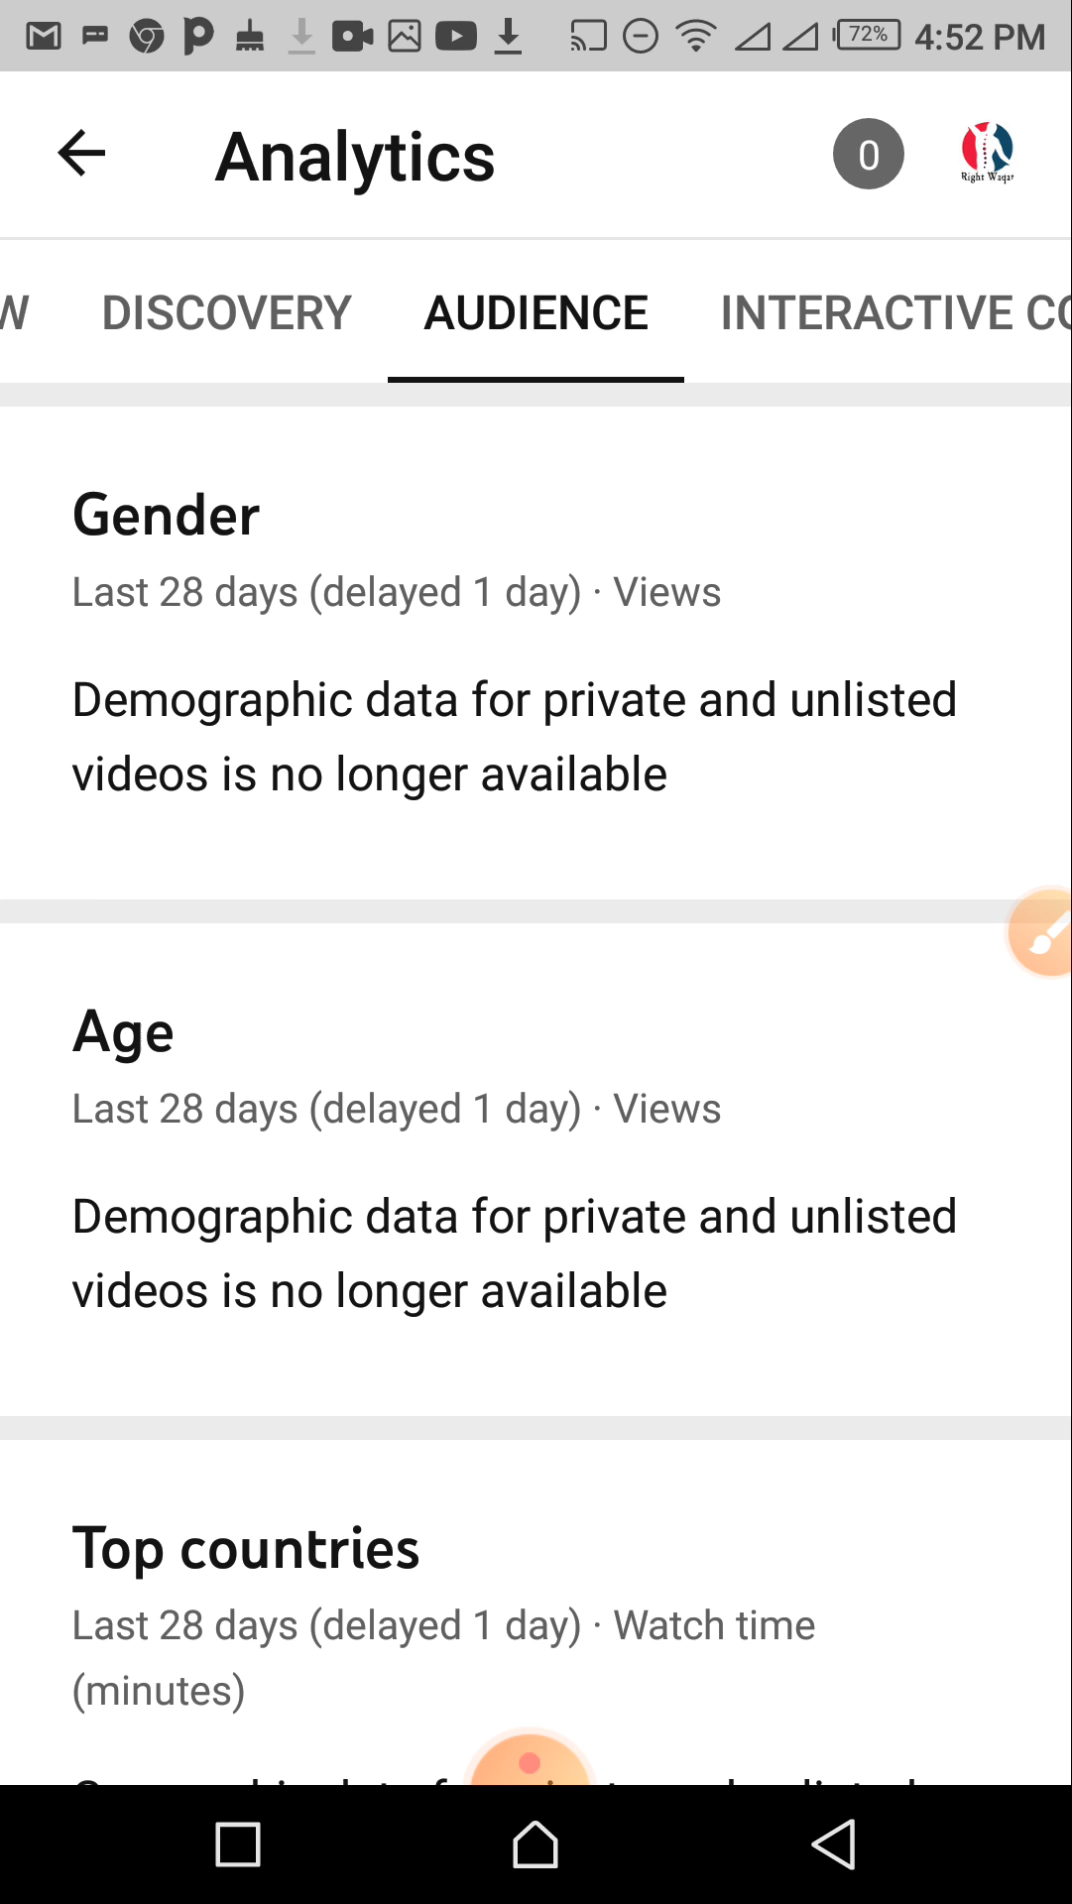 72% 4:52 PM
Analytics
0
Right Waqar
W DISCOVERY AUDIENCE INTERACTIVE CO
Gender
Last 28 days (delayed 1 day) · Views
Demographic data for private and unlisted
videos is no longer available
Age
Last 28 days (delayed 1 day) · Views
Demographic data for private and unlisted
videos is no longer available
Top countries
Last 28 days (delayed 1 day) · Watch time
(minutes)